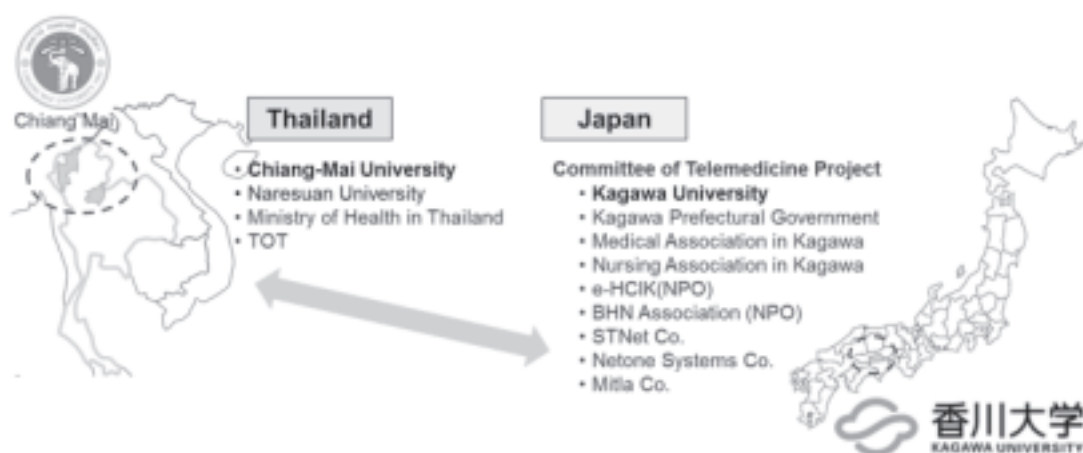 Chiang Mai
Thailand
• Chiang-Mai University
• Naresuan University
• Ministry of Health in Thailand
• TOT
Japan
Committee of Telemedicine Project
• Kagawa University
• Kagawa Prefectural Government
• Medical Association in Kagawa
• Nursing Association in Kagawa
• e-HCIK(NPO)
• BHN Association (NPO)
• STNet Co.
• Netone Systems Co.
• Mitla Co.
香川大学
KAGAWA UNIVERSITY